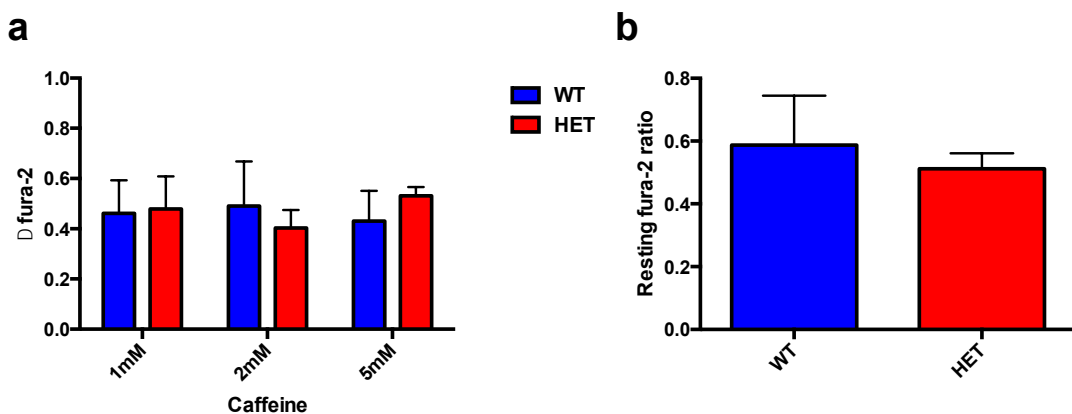 a
1.0
0.8
0.6
0.4
0.2
0.0
D fura-2
1mM
2mM
5mM
Caffeine
WT
HET
b
0.8
0.6
0.4
0.2
0.0
Resting fura-2 ratio
WT
HET